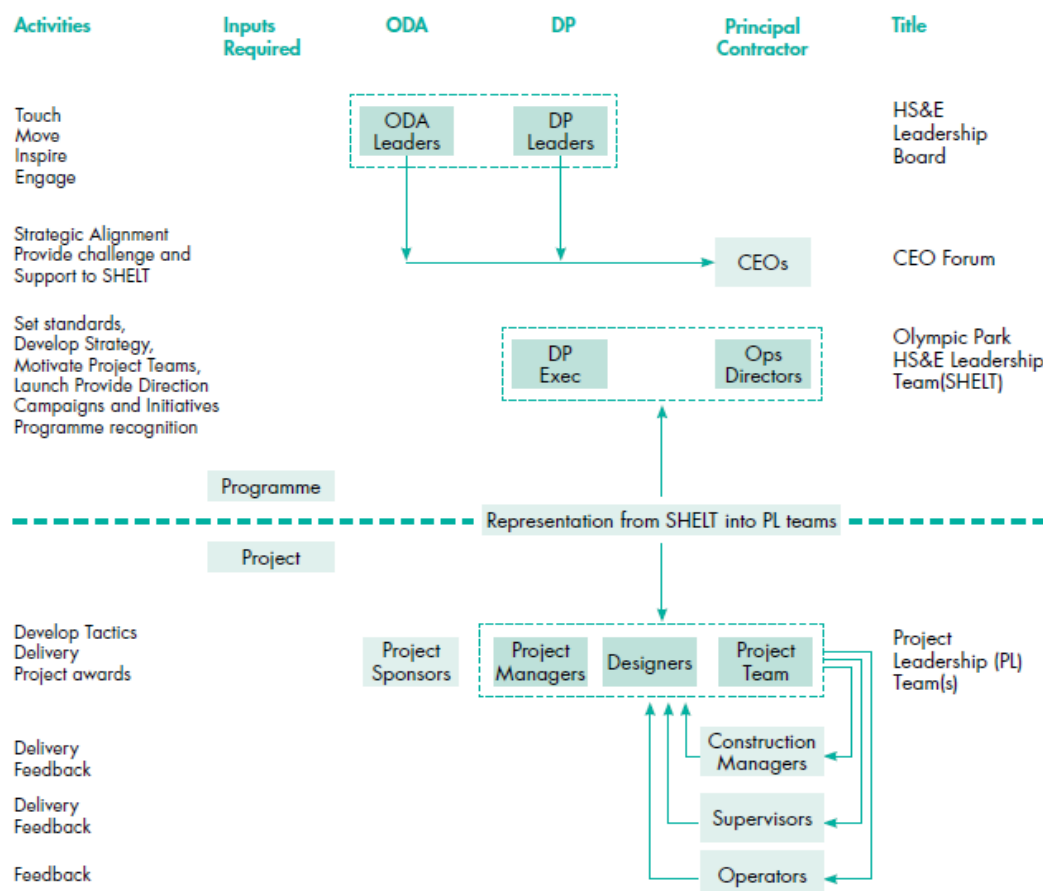 Activities
Inputs
Required
ODA
DP
Principal
Contractor
Title
Touch
Move
Inspire
Engage
ODA
Leaders
DP
Leaders
HS&E
Leadership
Board
Strategic Alignment
Provide challenge and
Support to SHELT
CEOs
CEO Forum
Set standards,
Develop Strategy,
Motivate Project Teams,
Launch Provide Direction
Campaigns and Initiatives
Programme recognition
DP
Exec
Ops
Directors
Olympic Park
HS&E Leadership
Team(SHELT)
Programme
Representation from SHELT into PL teams
Project
Develop Tactics
Delivery
Project awards
Project
Sponsors
Project
Managers
Designers
Project
Team
Project
Leadership (PL)
Team(s)
Delivery
Feedback
Construction
Managers
Delivery
Feedback
Supervisors
Feedback
Operators